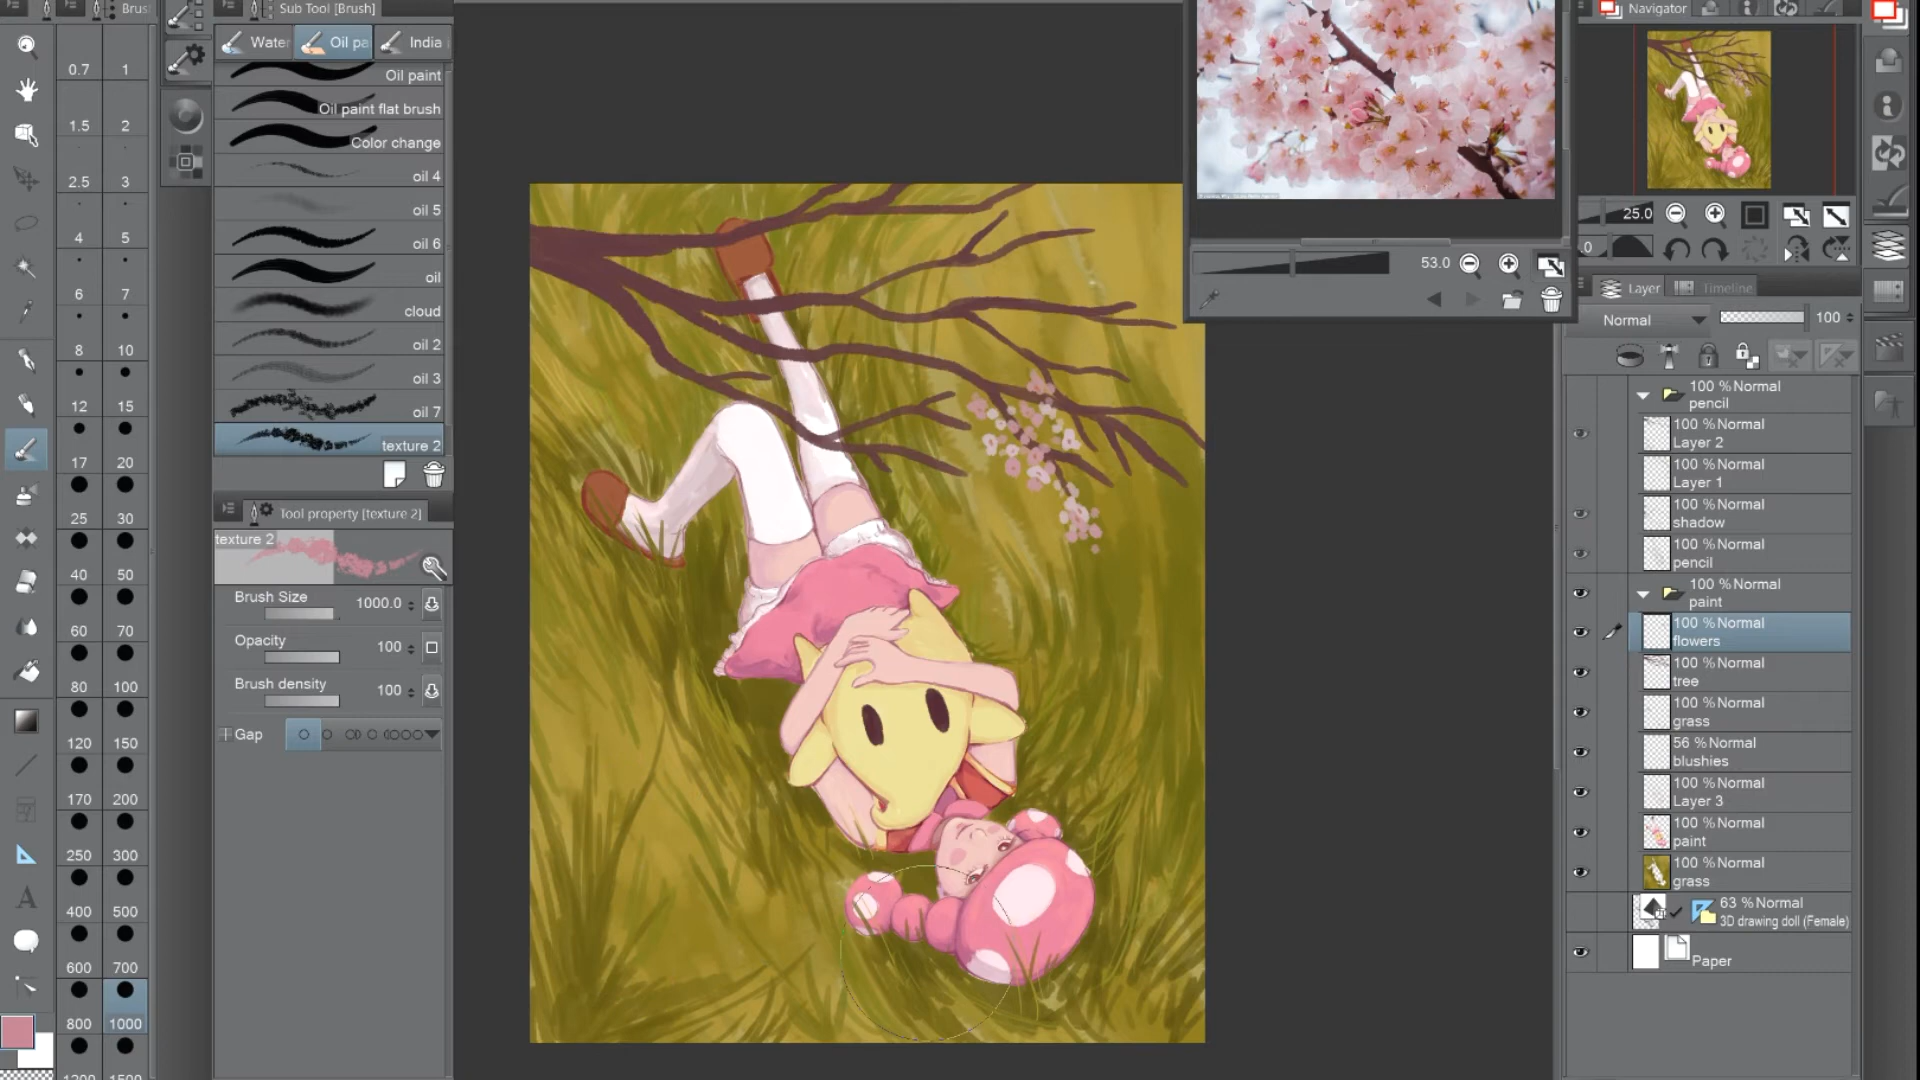 Brus
Sub Tool [Brush]
Navigator
Water
Oil pa
India
Oil paint
Oil paint flat brush
Color change
oil 4
oil 5
oil 6
oil
cloud
oil 2
oil 3
oil 7
texture 2
0.7 1
1.5 2
2.5 3
4 5
6 7
8 10
12 15
17 20
25 30
40 50
60 70
80 100
120 150
170 200
250 300
400 500
600 700
800 1000
1200 1500
Tool property [texture 2]
texture 2
Brush Size 1000.0
Opacity 100
Brush density 100
Gap
53.0
25.0
Layer
Timeline
Normal 100
100 %Normal
pencil
100 %Normal
Layer 2
100 %Normal
Layer 1
100 %Normal
shadow
100 %Normal
pencil
100 %Normal
paint
100 %Normal
flowers
100 %Normal
tree
100 %Normal
grass
56 %Normal
blushies
100 %Normal
Layer 3
100 %Normal
paint
100 %Normal
grass
63 %Normal
3D drawing doll (Female)
Paper